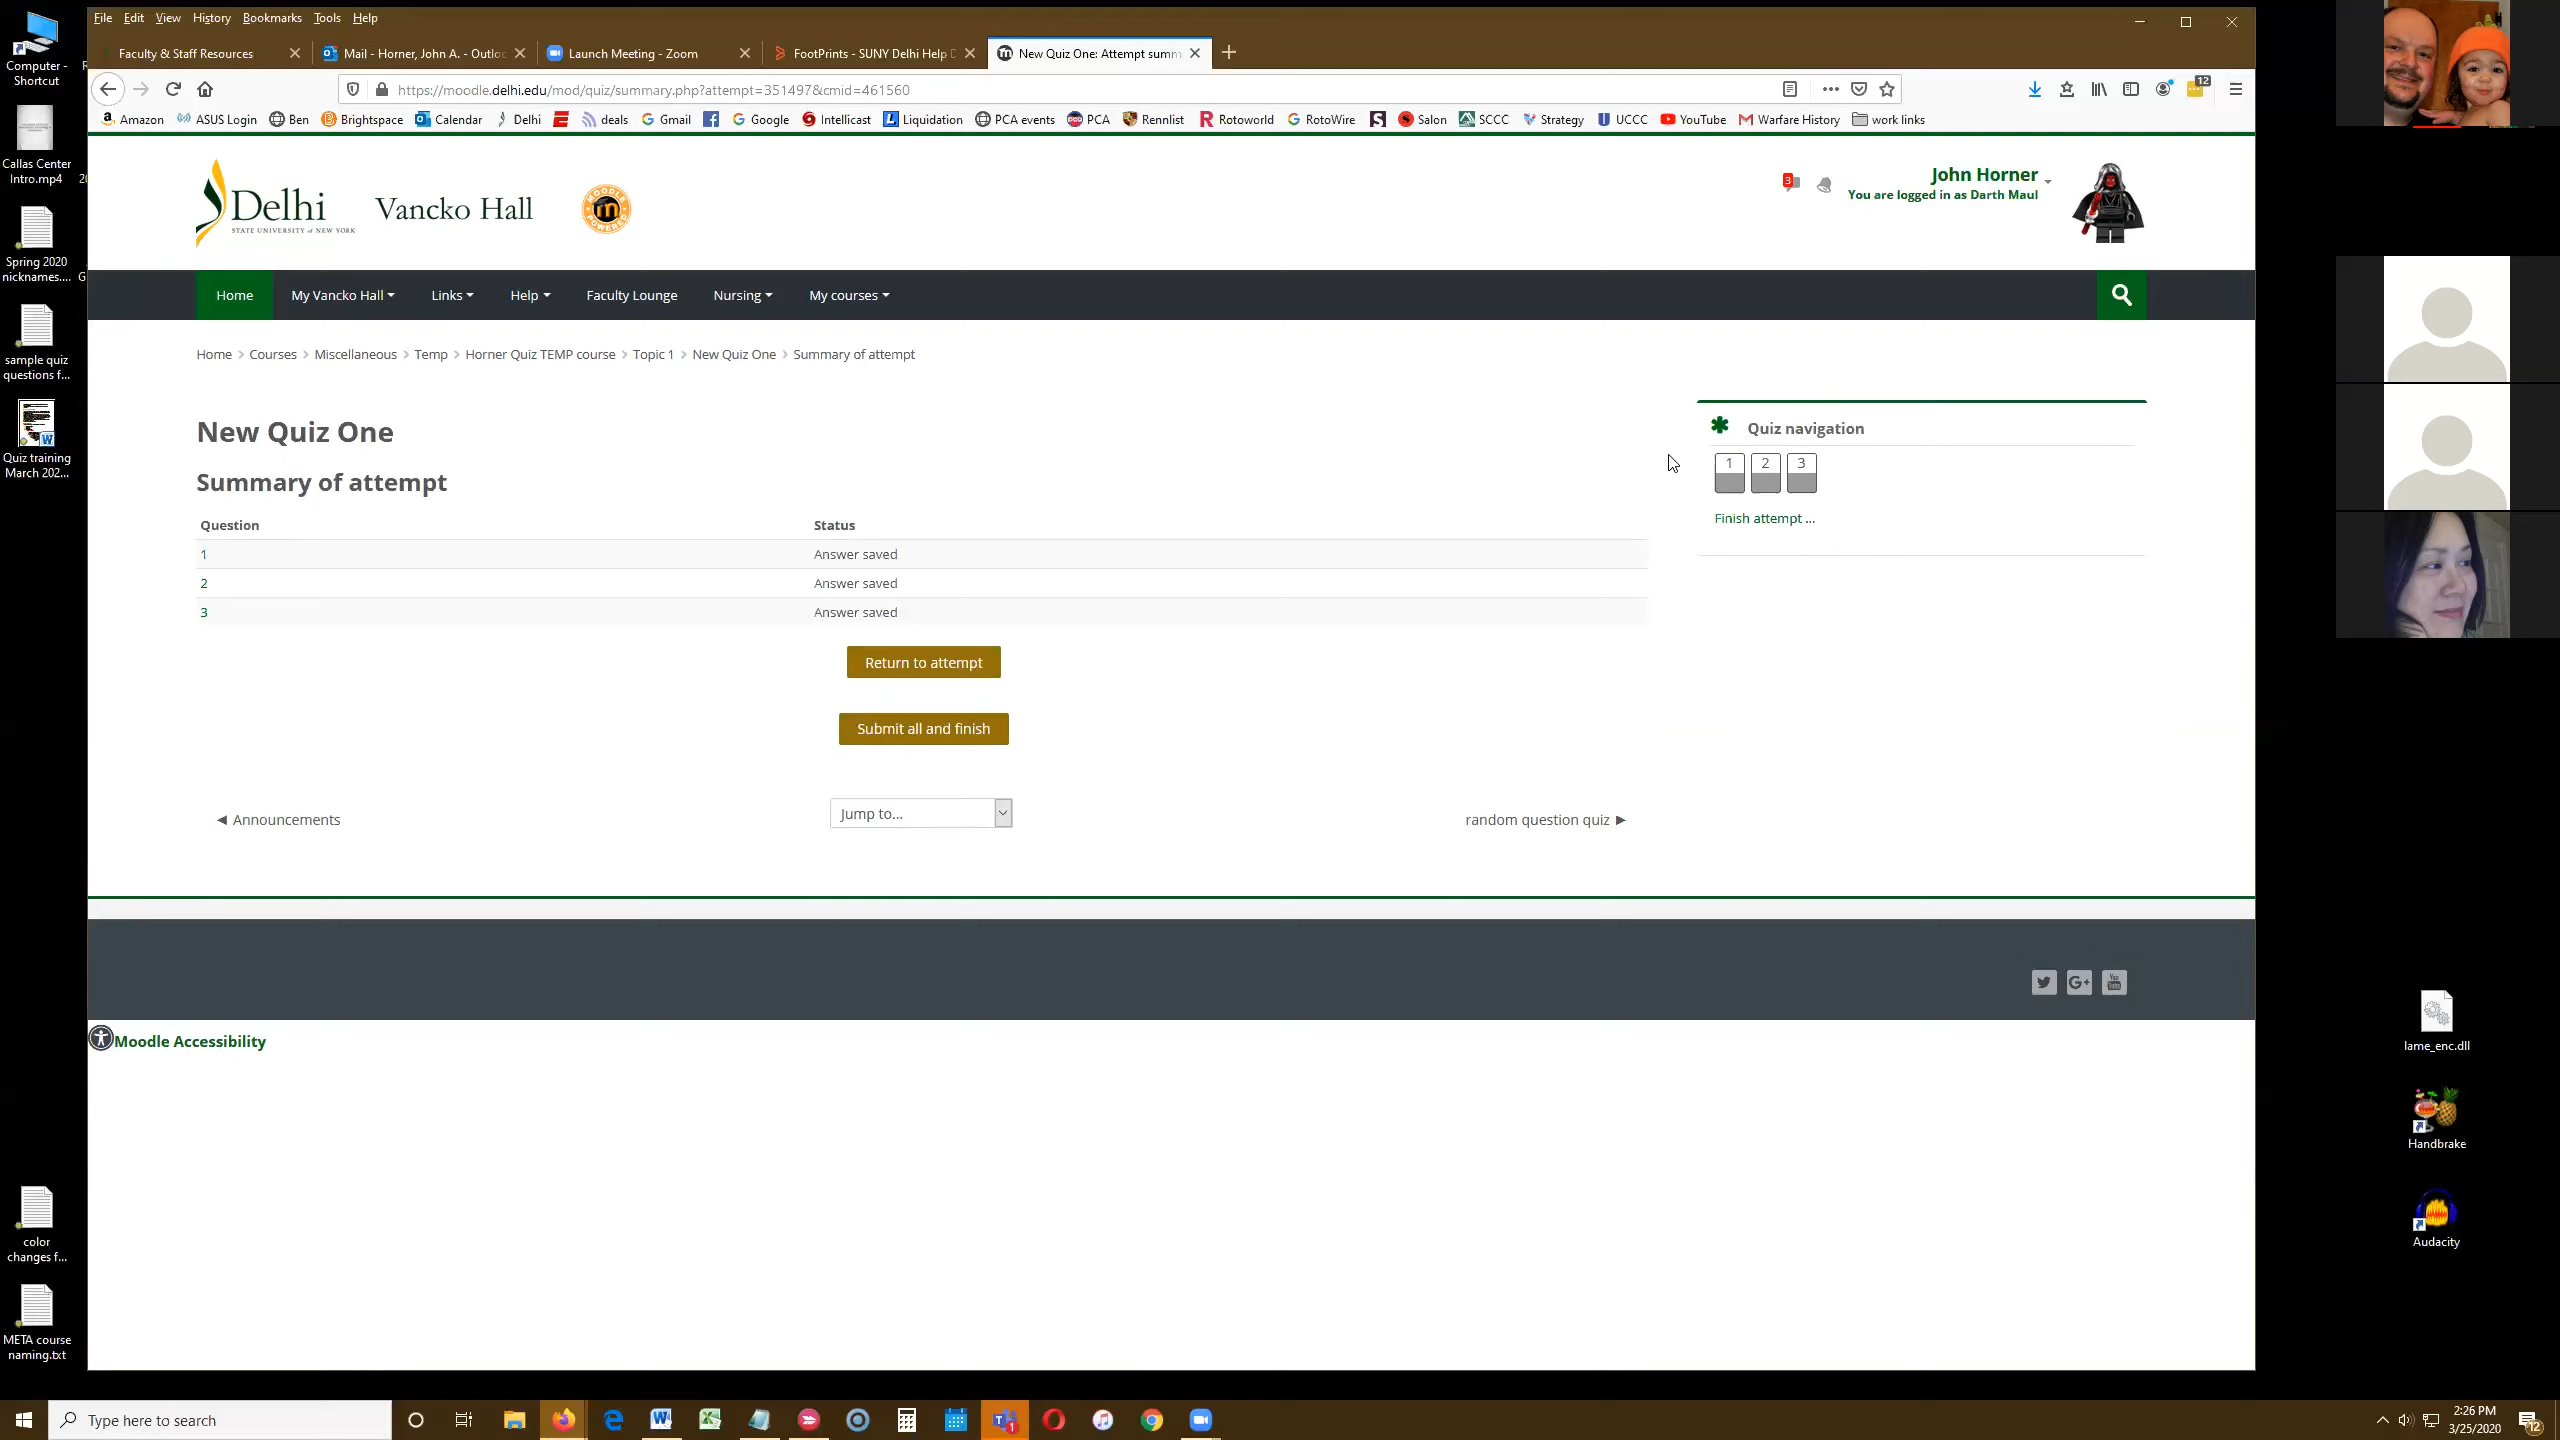 File Edit View History Bookmarks Tools Help
Faculty & Staff Resources
Mail - Horner, John A. - Outlo
Launch Meeting - Zoom
FootPrints - SUNY Delhi Help D
New Quiz One: Attempt summ
https://moodle.delhi.edu/mod/quiz/summary.php?attempt=351497&cmid=461560
12
Amazon ASUS Login Ben Brightspace Calendar Delhi deals Gmail Google Intellicast Liquidation PCA events PCA Rennlist Rotoworld RotoWire Salon SCCC Strategy UCCC YouTube Warfare History work links
Delhi
STATE UNIVERSITY of NEW YORK
Vancko Hall
MOODLE
POWERED
3
John Horner
You are logged in as Darth Maul
Home My Vancko Hall Links Help Faculty Lounge Nursing My courses
Home > Courses > Miscellaneous > Temp > Horner Quiz TEMP course > Topic 1 > New Quiz One > Summary of attempt
New Quiz One
Summary of attempt
Question Status
1 Answer saved
2 Answer saved
3 Answer saved
Return to attempt
Submit all and finish
◄ Announcements
Jump to...
random question quiz ►
Quiz navigation
1 2 3
Finish attempt ...
Moodle Accessibility
Computer -
Shortcut
Callas Center
Intro.mp4
Spring 2020
nicknames....
sample quiz
questions f...
Quiz training
March 202...
color
changes f...
META course
naming.txt
lame_enc.dll
Handbrake
Audacity
Type here to search
2:26 PM
3/25/2020
12